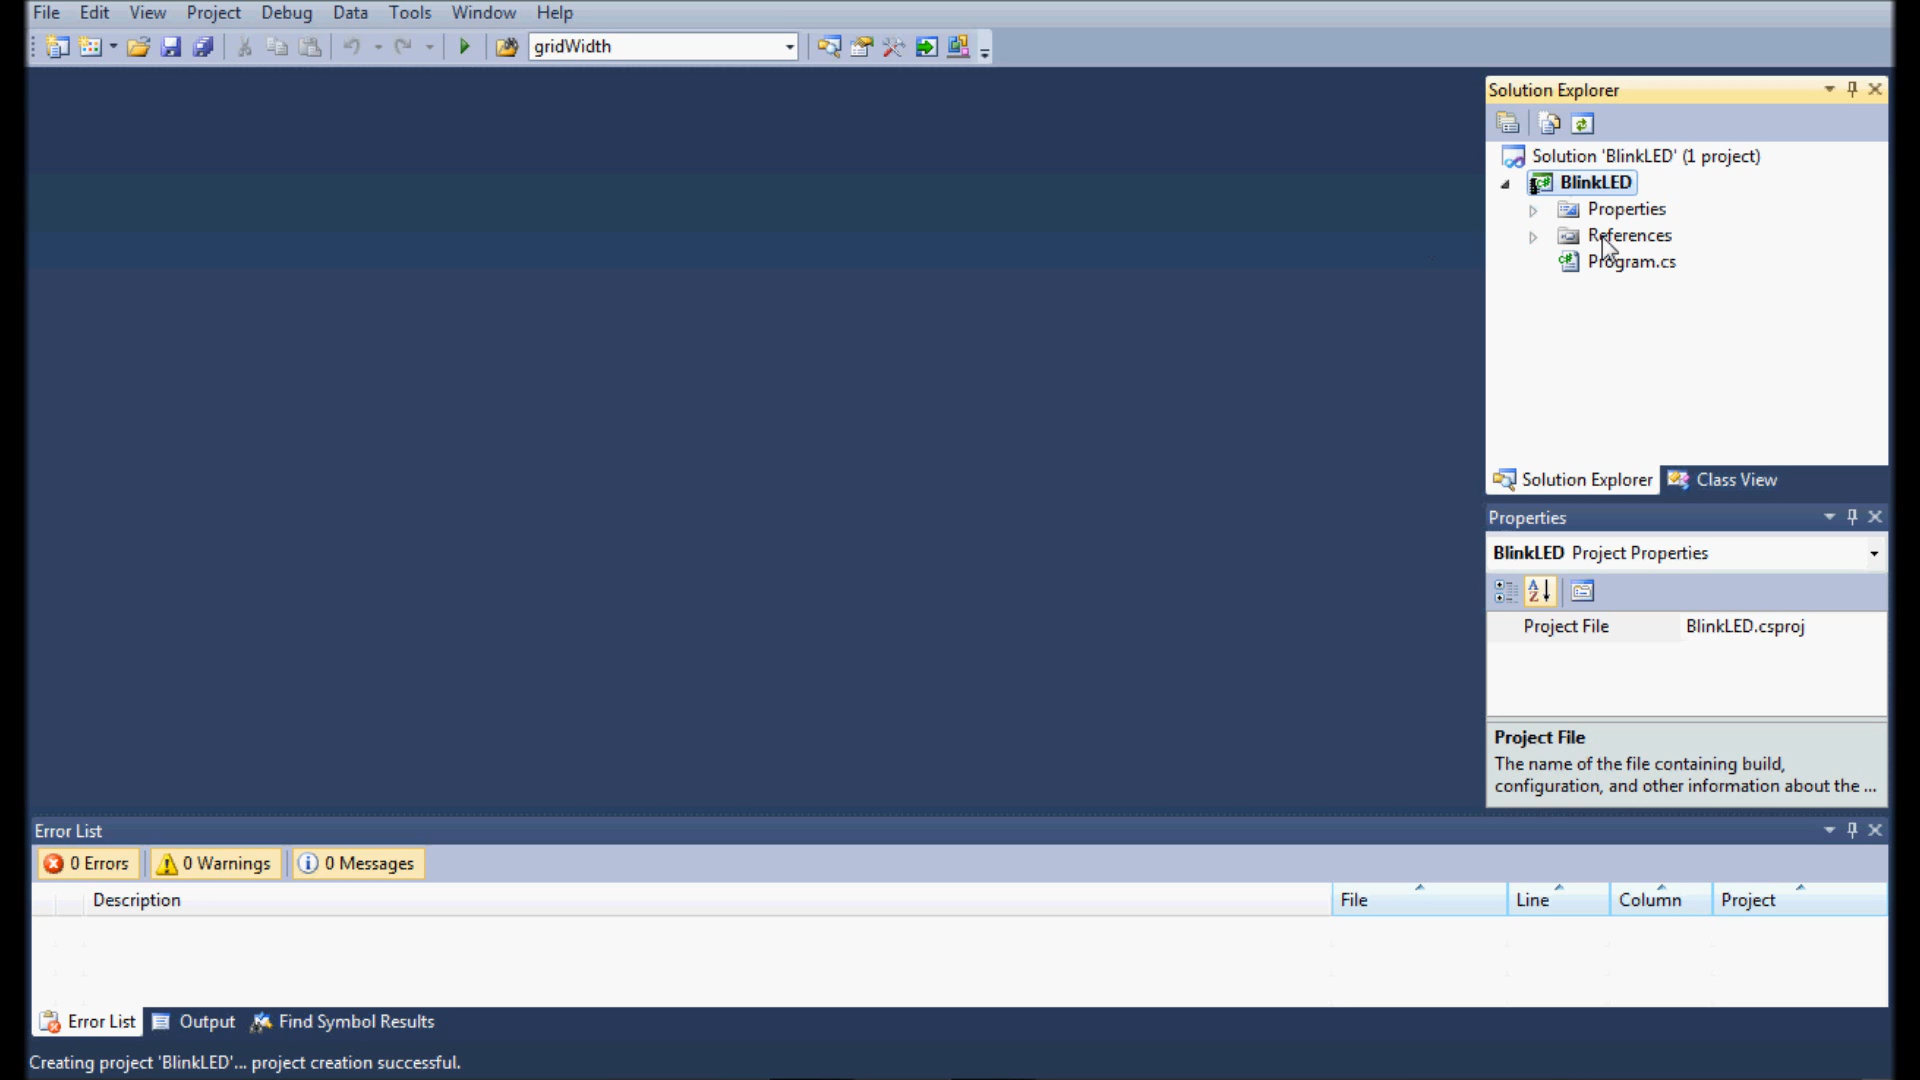 File Edit View Project Debug Data Tools Window Help
gridWidth
Solution Explorer
Solution 'BlinkLED' (1 project)
BlinkLED
Properties
References
Program.cs
Solution Explorer Class View
Properties
BlinkLED Project Properties
Project File BlinkLED.csproj
Project File
The name of the file containing build,
configuration, and other information about the ...
Error List
0 Errors 0 Warnings 0 Messages
Description File Line Column Project
Error List Output Find Symbol Results
Creating project 'BlinkLED'... project creation successful.